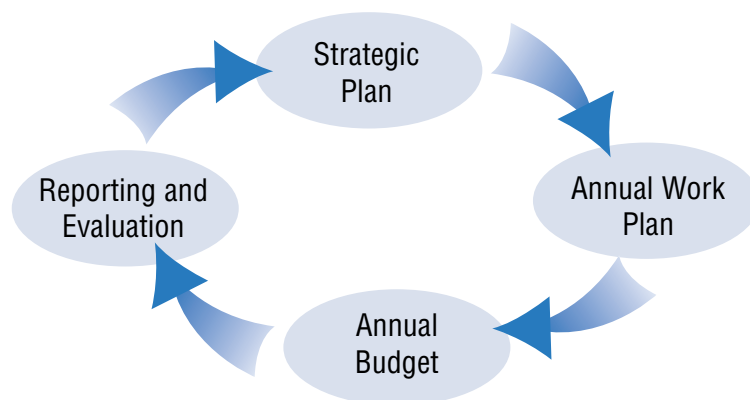 Strategic
Plan
Annual Work
Plan
Annual
Budget
Reporting and
Evaluation